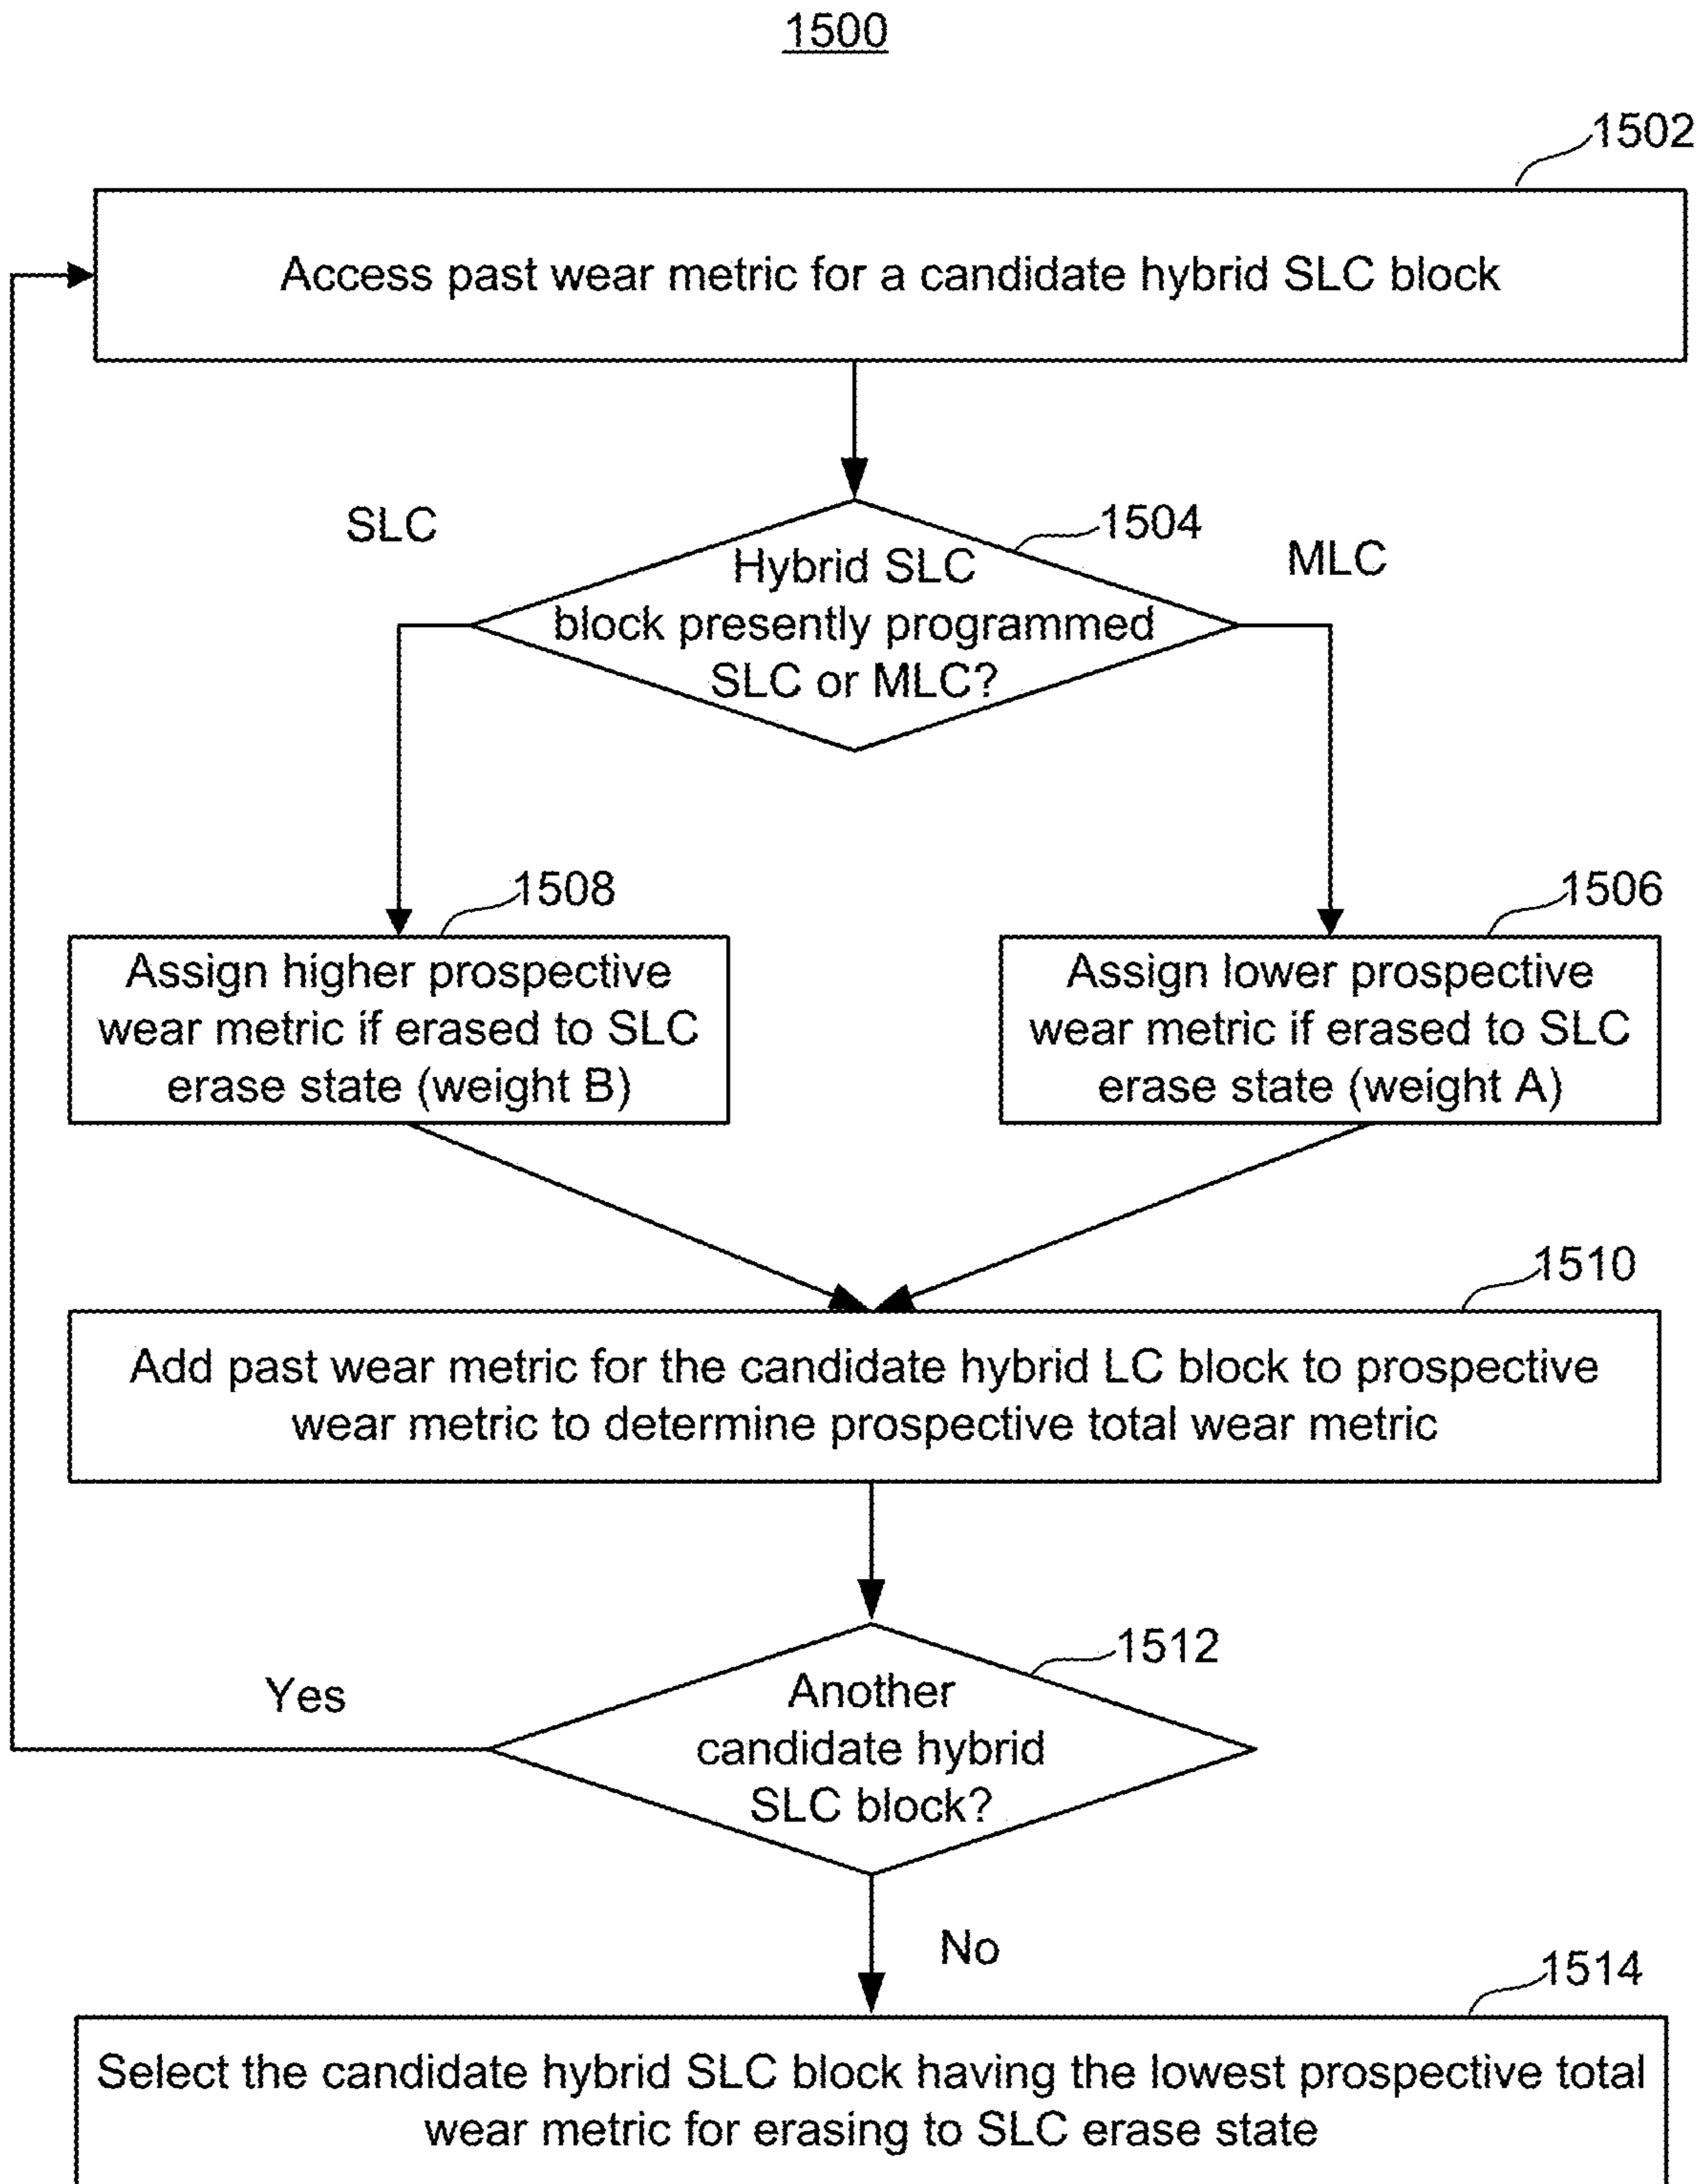 1500
1502
Access past wear metric for a candidate hybrid SLC block
SLC
1504
MLC
Hybrid SLC
block presently programmed
SLC or MLC?
1508
1506
Assign higher prospective
wear metric if erased to SLC
erase state (weight B)
Assign lower prospective
wear metric if erased to SLC
erase state (weight A)
1510
Add past wear metric for the candidate hybrid LC block to prospective
wear metric to determine prospective total wear metric
1512
Yes
Another
candidate hybrid
SLC block?
No
1514
Select the candidate hybrid SLC block having the lowest prospective total
wear metric for erasing to SLC erase state